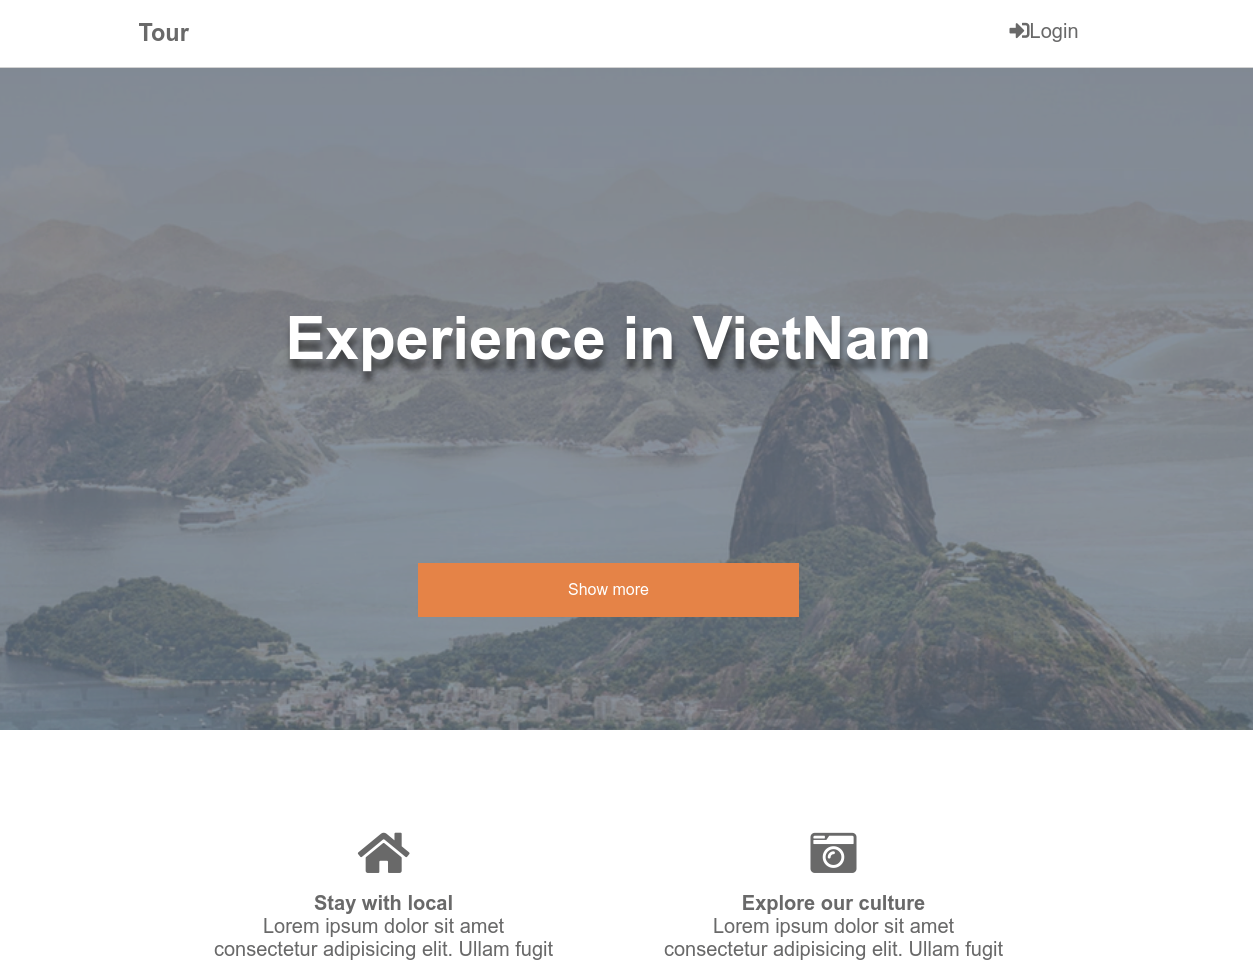 Tour
Login
Experience in VietNam
Show more
Stay with local
Lorem ipsum dolor sit amet
consectetur adipisicing elit. Ullam fugit
Explore our culture
Lorem ipsum dolor sit amet
consectetur adipisicing elit. Ullam fugit